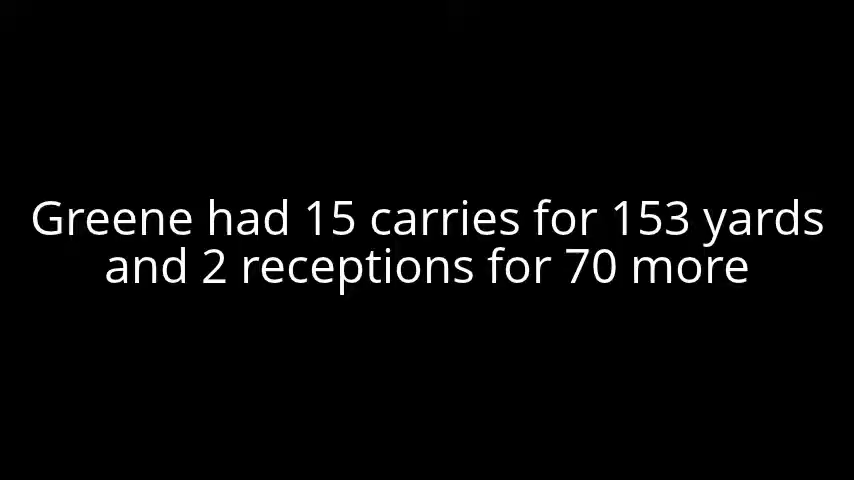 Greene had 15 carries for 153 yards
and 2 receptions for 70 more